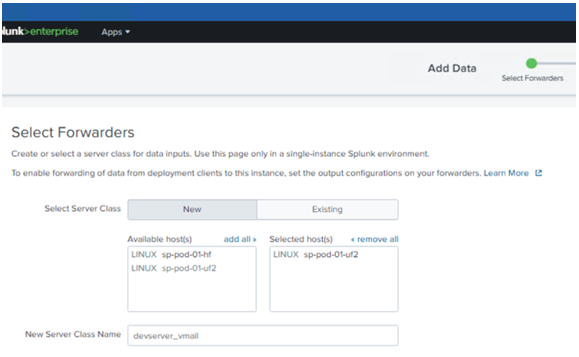 lunk>enterprise Apps
Add Data
Select Forwarders
Select Forwarders
Create or select a server class for data inputs. Use this page only in a single-instance Splunk environment.
To enable forwarding of data from deployment clients to this instance, set the output configurations on your forwarders. Learn More
Select Server Class New Existing
Available host(s) add all » Selected host(s) « remove all
LINUX sp-pod-01-hf LINUX sp-pod-01-uf2
LINUX sp-pod-01-uf2
New Server Class Name devserver_vmail